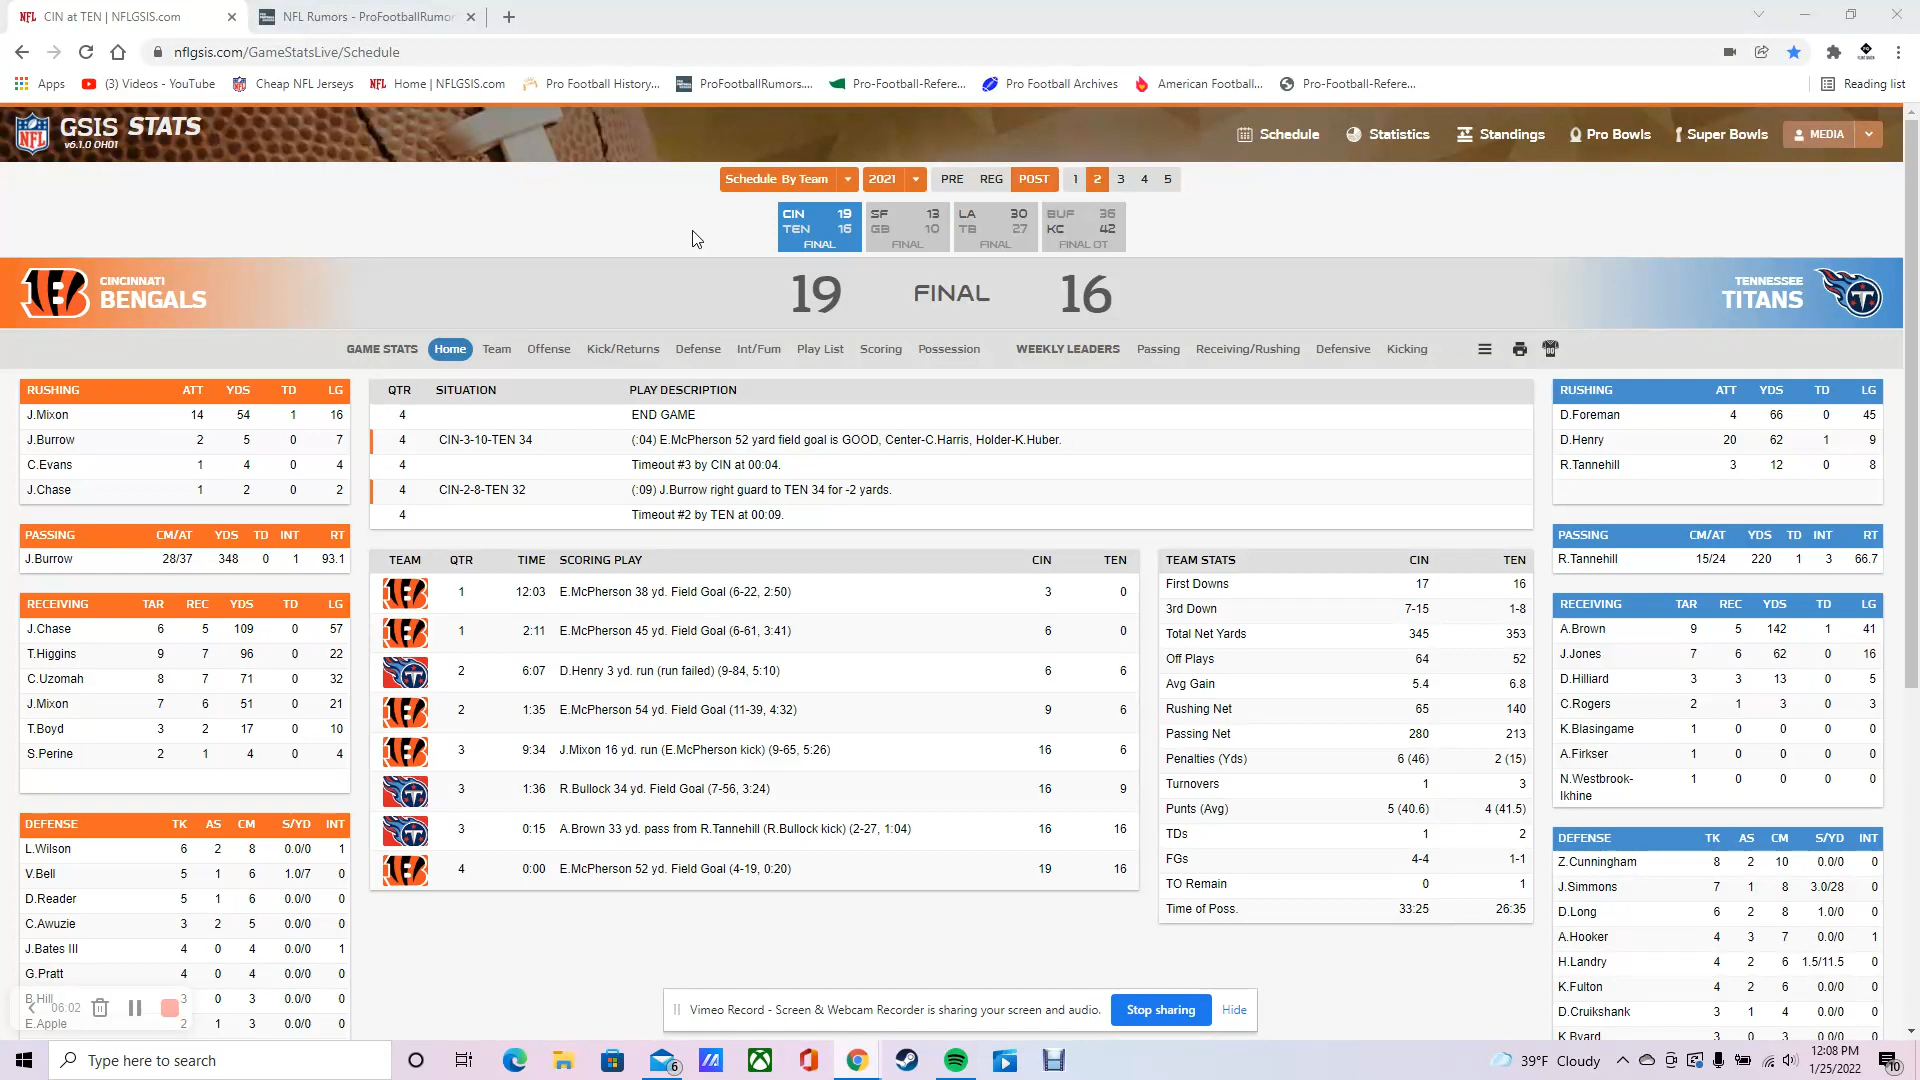 CIN at TEN | NFLGSIS.com
NFL Rumors - ProFootballRumor
nflgsis.com/GameStatsLive/Schedule
Apps (3) Videos - YouTube Cheap NFL Jerseys Home | NFLGSIS.com Pro Football History... ProFootballRumors.... Pro-Football-Refere... Pro Football Archives American Football... Pro-Football-Refere... Reading list
NFL GSIS STATS
v6.1.0 OH01
Schedule Statistics Standings Pro Bowls Super Bowls MEDIA
Schedule By Team 2021 PRE REG POST 1 2 3 4 5
CIN 19 SF 13 LA 30 BUF 36
TEN 16 GB 10 TB 27 KC 42
FINAL FINAL FINAL FINAL OT
CINCINNATI
BENGALS
19 FINAL 16
TENNESSEE
TITANS
GAME STATS Home Team Offense Kick/Returns Defense Int/Fum Play List Scoring Possession WEEKLY LEADERS Passing Receiving/Rushing Defensive Kicking
RUSHING ATT YDS TD LG
J.Mixon 14 54 1 16
J.Burrow 2 5 0 7
C.Evans 1 4 0 4
J.Chase 1 2 0 2
PASSING CM/AT YDS TD INT RT
J.Burrow 28/37 348 0 1 93.1
RECEIVING TAR REC YDS TD LG
J.Chase 6 5 109 0 57
T.Higgins 9 7 96 0 22
C.Uzomah 8 7 71 0 32
J.Mixon 7 6 51 0 21
T.Boyd 3 2 17 0 10
S.Perine 2 1 4 0 4
DEFENSE TK AS CM S/YD INT
L.Wilson 6 2 8 0.0/0 1
V.Bell 5 1 6 1.0/7 0
D.Reader 5 1 6 0.0/0 0
C.Awuzie 3 2 5 0.0/0 0
J.Bates III 4 0 4 0.0/0 1
G.Pratt 4 0 4 0.0/0 0
B.Hill 3 0 3 0.0/0 0
06:02
E.Apple 2 1 3 0.0/0 0
QTR SITUATION PLAY DESCRIPTION
4 END GAME
4 CIN-3-10-TEN 34 (:04) E.McPherson 52 yard field goal is GOOD, Center-C.Harris, Holder-K.Huber.
4 Timeout #3 by CIN at 00:04.
4 CIN-2-8-TEN 32 (:09) J.Burrow right guard to TEN 34 for -2 yards.
4 Timeout #2 by TEN at 00:09.
TEAM QTR TIME SCORING PLAY CIN TEN
1 12:03 E.McPherson 38 yd. Field Goal (6-22, 2:50) 3 0
1 2:11 E.McPherson 45 yd. Field Goal (6-61, 3:41) 6 0
2 6:07 D.Henry 3 yd. run (run failed) (9-84, 5:10) 6 6
2 1:35 E.McPherson 54 yd. Field Goal (11-39, 4:32) 9 6
3 9:34 J.Mixon 16 yd. run (E.McPherson kick) (9-65, 5:26) 16 6
3 1:36 R.Bullock 34 yd. Field Goal (7-56, 3:24) 16 9
3 0:15 A.Brown 33 yd. pass from R.Tannehill (R.Bullock kick) (2-27, 1:04) 16 16
4 0:00 E.McPherson 52 yd. Field Goal (4-19, 0:20) 19 16
TEAM STATS CIN TEN
First Downs 17 16
3rd Down 7-15 1-8
Total Net Yards 345 353
Off Plays 64 52
Avg Gain 5.4 6.8
Rushing Net 65 140
Passing Net 280 213
Penalties (Yds) 6 (46) 2 (15)
Turnovers 1 3
Punts (Avg) 5 (40.6) 4 (41.5)
TDs 1 2
FGs 4-4 1-1
TO Remain 0 1
Time of Poss. 33:25 26:35
RUSHING ATT YDS TD LG
D.Foreman 4 66 0 45
D.Henry 20 62 1 9
R.Tannehill 3 12 0 8
PASSING CM/AT YDS TD INT RT
R.Tannehill 15/24 220 1 3 66.7
RECEIVING TAR REC YDS TD LG
A.Brown 9 5 142 1 41
J.Jones 7 6 62 0 16
D.Hilliard 3 3 13 0 5
C.Rogers 2 1 3 0 3
K.Blasingame 1 0 0 0 0
A.Firkser 1 0 0 0 0
N.Westbrook- 1 0 0 0 0
Ikhine
DEFENSE TK AS CM S/YD INT
Z.Cunningham 8 2 10 0.0/0 0
J.Simmons 7 1 8 3.0/28 0
D.Long 6 2 8 1.0/0 0
A.Hooker 4 3 7 0.0/0 1
H.Landry 4 2 6 1.5/11.5 0
K.Fulton 4 2 6 0.0/0 0
D.Cruikshank 3 1 4 0.0/0 0
K.Byard 3 0 3 0.0/0 0
Vimeo Record - Screen & Webcam Recorder is sharing your screen and audio. Stop sharing Hide
Type here to search
6
39°F Cloudy
12:08 PM
1/25/2022
10